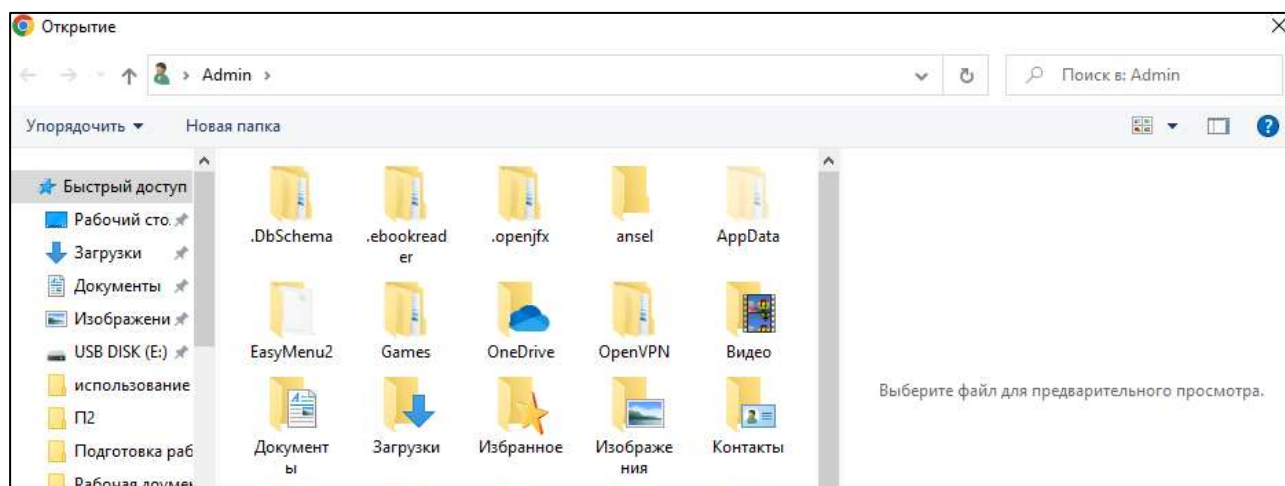 Открытие
Admin
Поиск в: Admin
Упорядочить
Новая папка
Быстрый доступ
Рабочий сто.
Загрузки
Документы
Изображени
USB DISK (E:)
использование
П2
Подготовка раб
Рабочая
.DbSchema
.ebookread
er
.openjfx
ansel
AppData
EasyMenu2
Games
OneDrive
OpenVPN
Видео
Документ
ы
Загрузки
Избранное
Изображе
ния
Контакты
Выберите файл для предварительного просмотра.